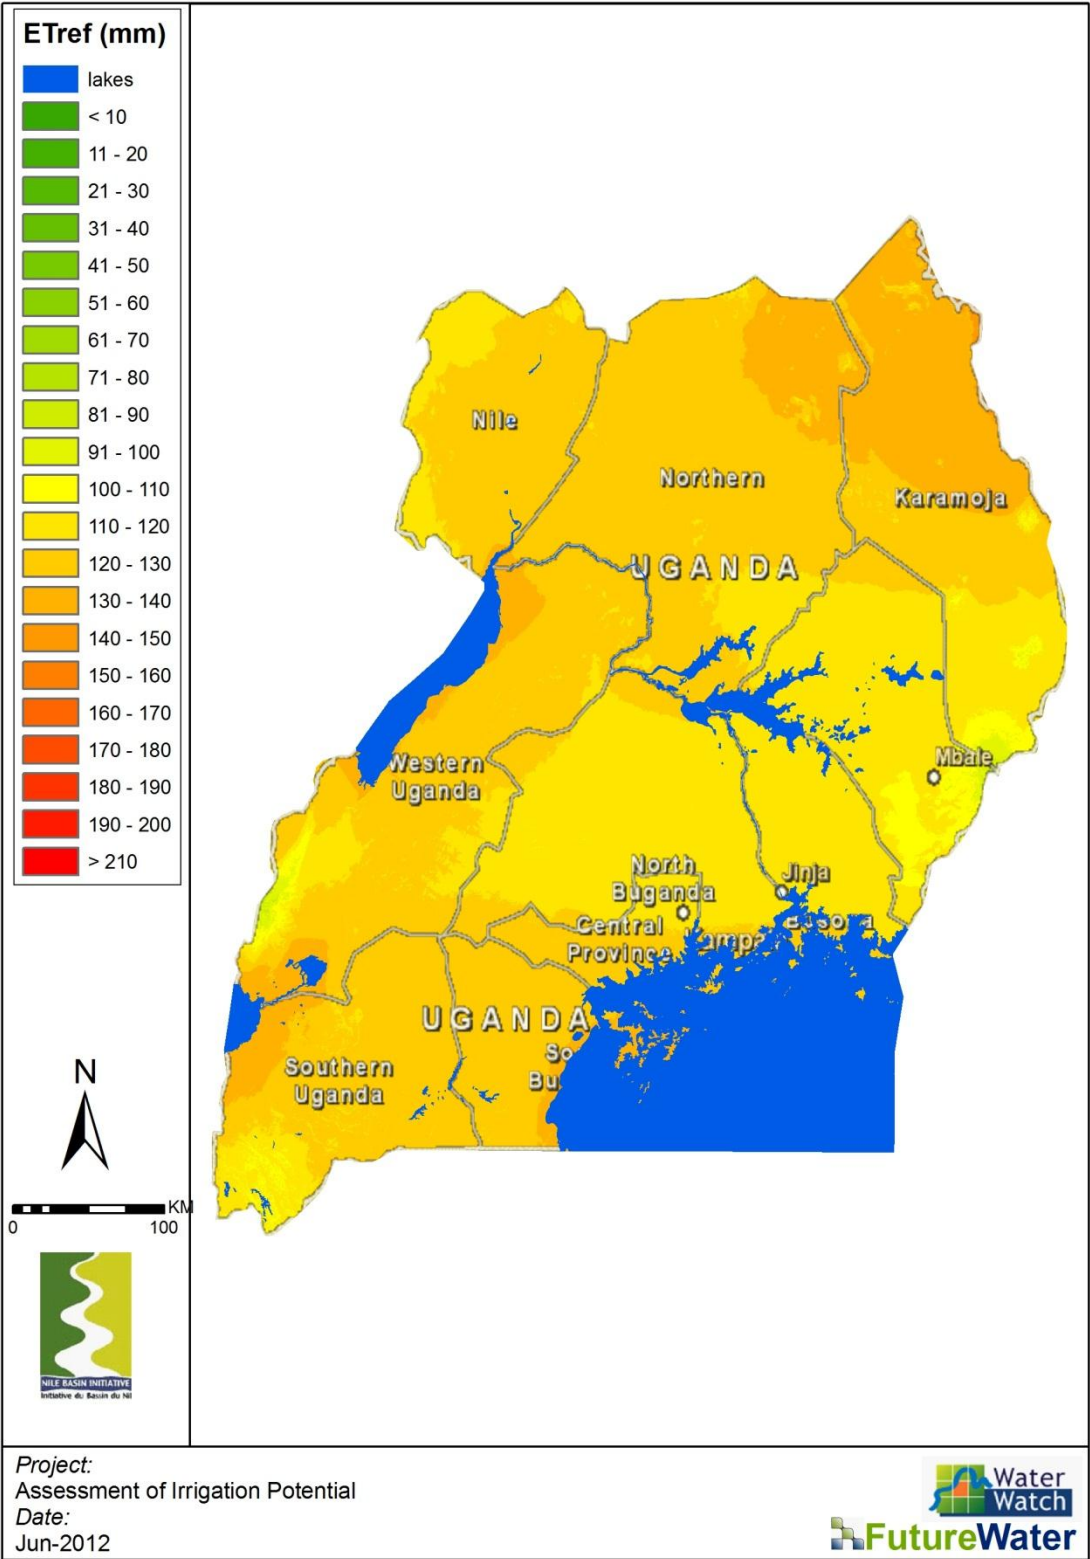 ETref (mm)
lakes
< 10
11 - 20
21 - 30
31 - 40
41 - 50
51 - 60
61 - 70
71 - 80
81 - 90
91 - 100
100 - 110
110 - 120
120 - 130
130 - 140
140 - 150
150 - 160
160 - 170
170 - 180
180 - 190
190 - 200
> 210
Nile
Northern
Karamoja
UGANDA
Western
Uganda
Mbale
North
Buganda
Jinja
Central
Province
UGANDA
So
Bu
Southern
Uganda
N
KM
0 100
NILE BASIN INITIATIVE
Initiative du Bassin du Nil
Project:
Assessment of Irrigation Potential
Date:
Jun-2012
Water
Watch
FutureWater